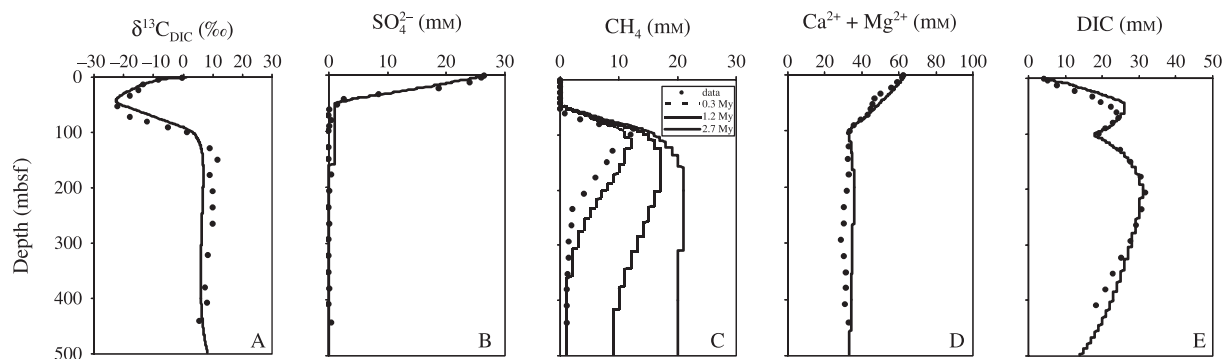 δ¹³C_DIC (‰)
−30 −20 −10 0 10 20 30
SO₄²⁻ (mM)
0 10 20 30
CH₄ (mM)
0 10 20 30
Ca²⁺ + Mg²⁺ (mM)
0 20 40 60 80 100
DIC (mM)
0 10 20 30 40 50
Depth (mbsf)
0
100
200
300
400
500
data
0.3 My
1.2 My
2.7 My
A
B
C
D
E